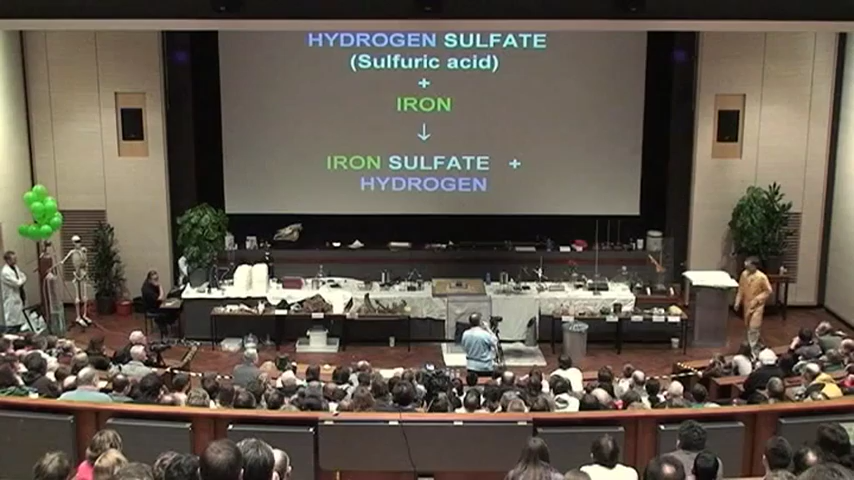 HYDROGEN SULFATE
(Sulfuric acid)
+
IRON
↓
IRON SULFATE +
HYDROGEN